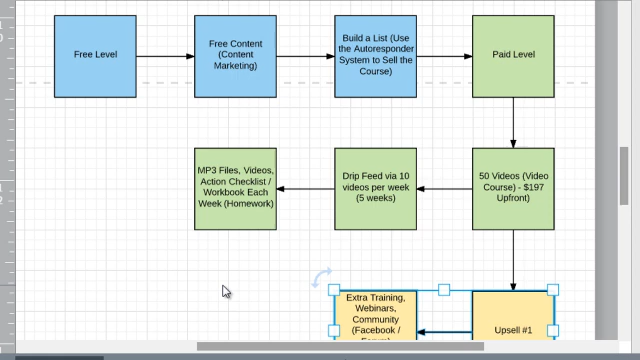 Free Level
Free Content
(Content
Marketing)
Build a List (Use
the Autoresponder
System to Sell the
Course)
Paid Level
MP3 Files, Videos,
Action Checklist /
Workbook Each
Week (Homework)
Drip Feed via 10
videos per week
(5 weeks)
50 Videos (Video
Course) - $197
Upfront)
Extra Training,
Webinars,
Community
(Facebook /
Upsell #1